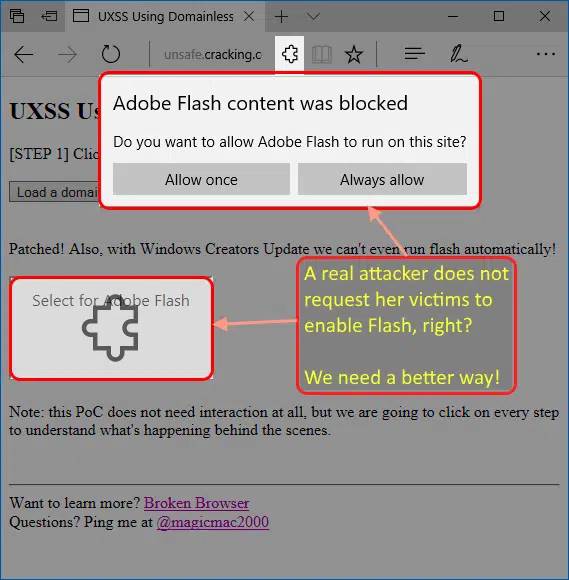 UXSS Using Domainless
unsafe.cracking.c
Adobe Flash content was blocked
Do you want to allow Adobe Flash to run on this site?
Allow once
Always allow
UXSS Us
[STEP 1] Clic
Load a domai
Patched! Also, with Windows Creators Update we can't even run flash automatically!
Select for Adobe Flash
A real attacker does not
request her victims to
enable Flash, right?
We need a better way!
Note: this PoC does not need interaction at all, but we are going to click on every step
to understand what's happening behind the scenes.
Want to learn more? Broken Browser
Questions? Ping me at @magicmac2000